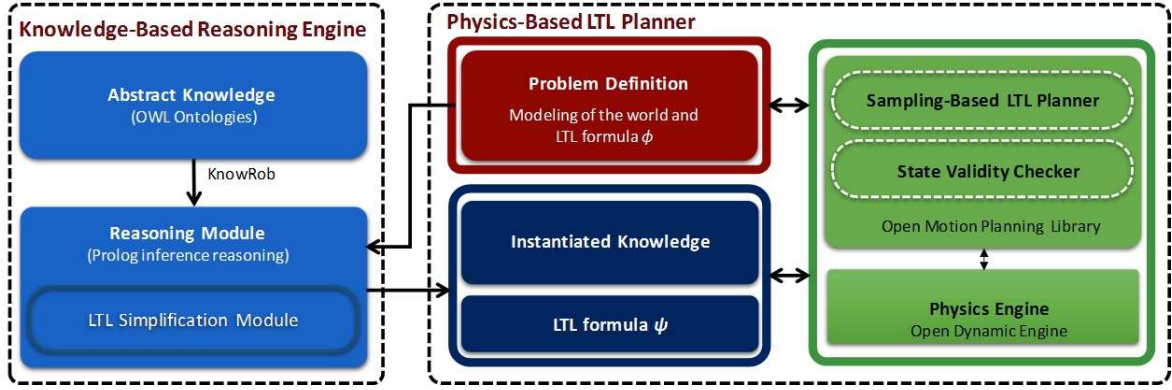 Knowledge-Based Reasoning Engine
Abstract Knowledge
(OWL Ontologies)
KnowRob
Reasoning Module
(Prolog inference reasoning)
LTL Simplification Module
Physics-Based LTL Planner
Problem Definition
Modeling of the world and
LTL formula ϕ
Instantiated Knowledge
LTL formula ψ
Sampling-Based LTL Planner
State Validity Checker
Open Motion Planning Library
Physics Engine
Open Dynamic Engine